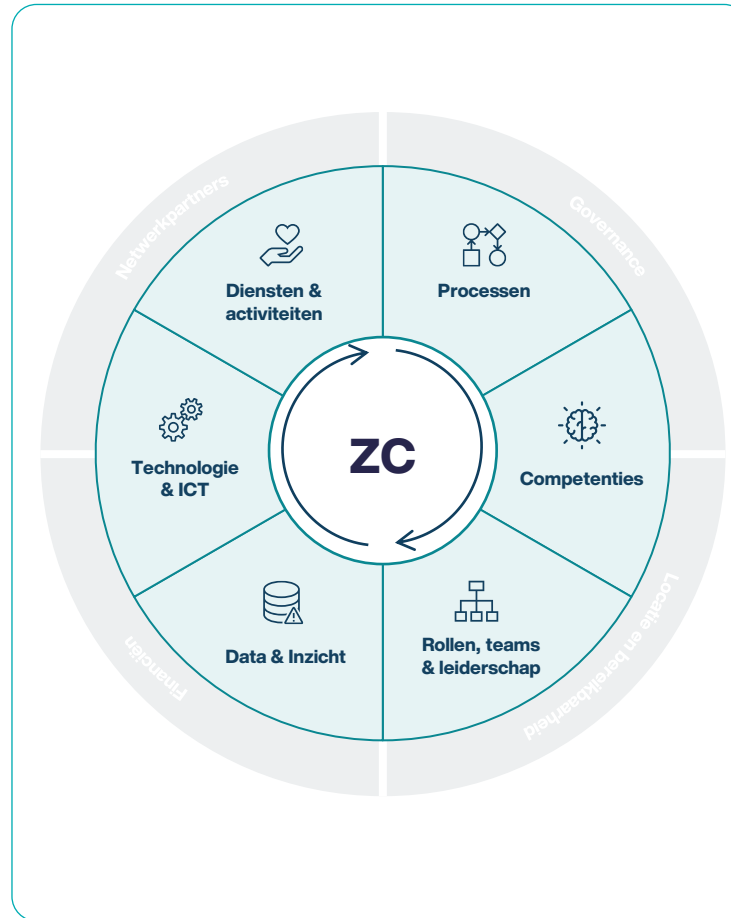 Netwerkpartners
Governance
Diensten &
activiteiten
Processen
Technologie
& ICT
ZC
Competenties
Data & Inzicht
Rollen, teams
& leiderschap
Financiën
Locatie en bereikbaarheid